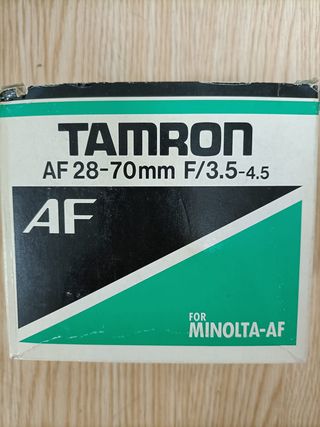 TAMRON
AF 28-70mm F/3.5-4.5
AF
FOR
MINOLTA-AF